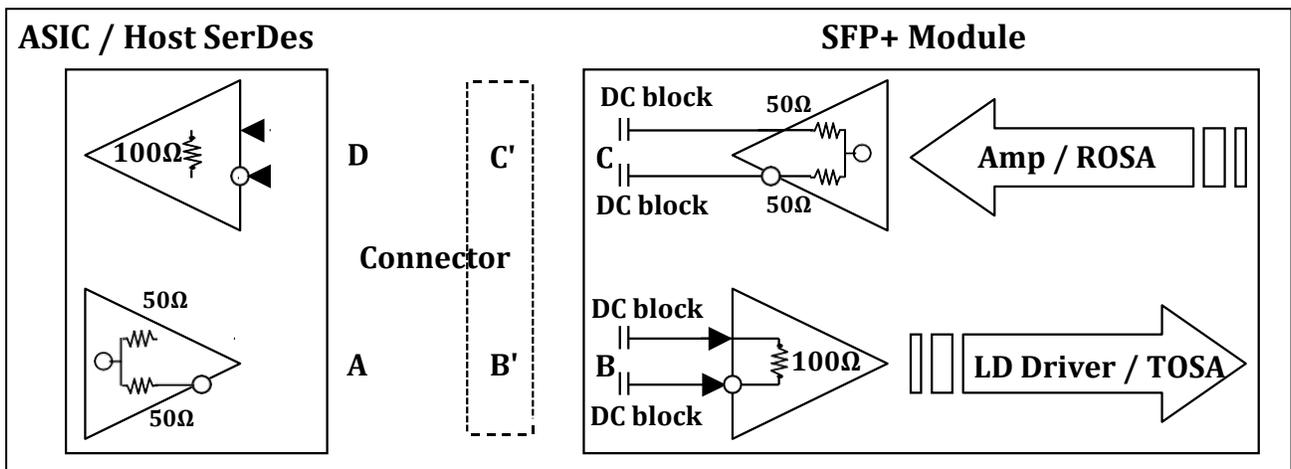 ASIC / Host SerDes
SFP+ Module
DC block
50Ω
100Ω
D
C'
C
Amp / ROSA
DC block
50Ω
Connector
50Ω
DC block
A
B'
B
100Ω
LD Driver / TOSA
50Ω
DC block